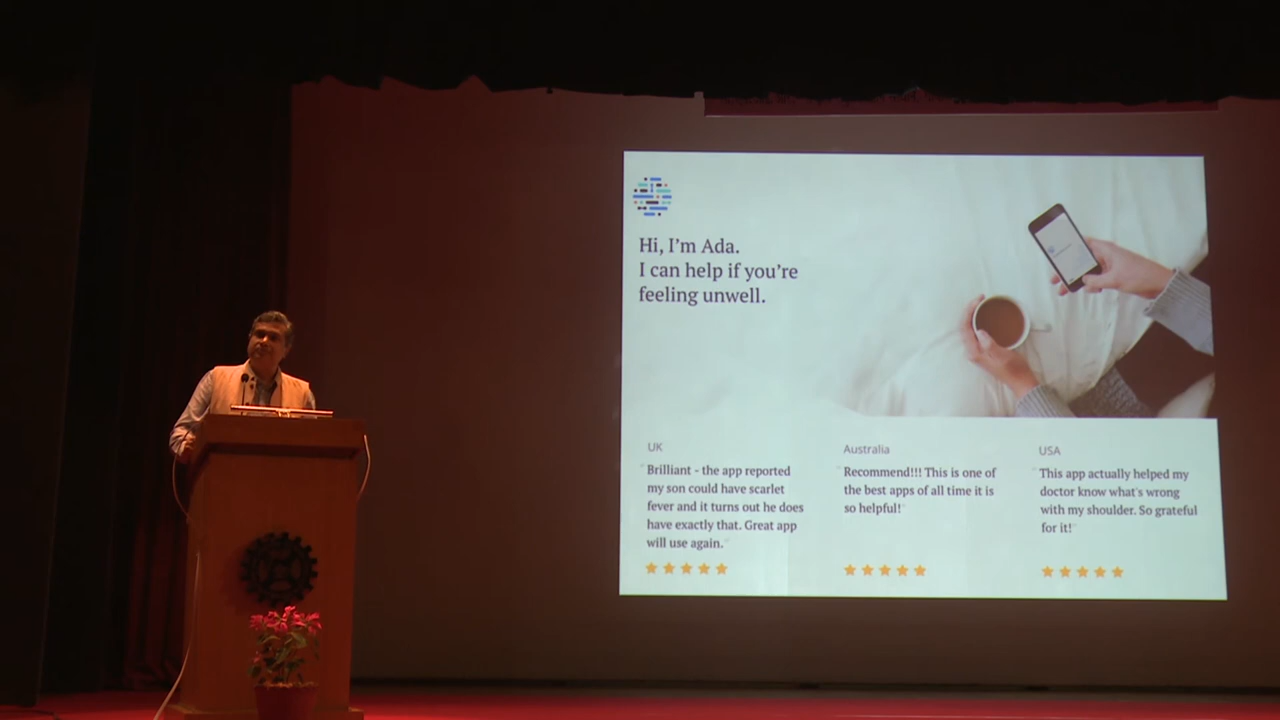 Hi, I'm Ada.
I can help if you're
feeling unwell.
UK
"Brilliant - the app reported
my son could have scarlet
fever and it turns out he does
have exactly that. Great app
will use again."
Australia
"Recommend!!! This is one of
the best apps of all time it is
so helpful!"
USA
"This app actually helped my
doctor know what's wrong
with my shoulder. So grateful
for it!"